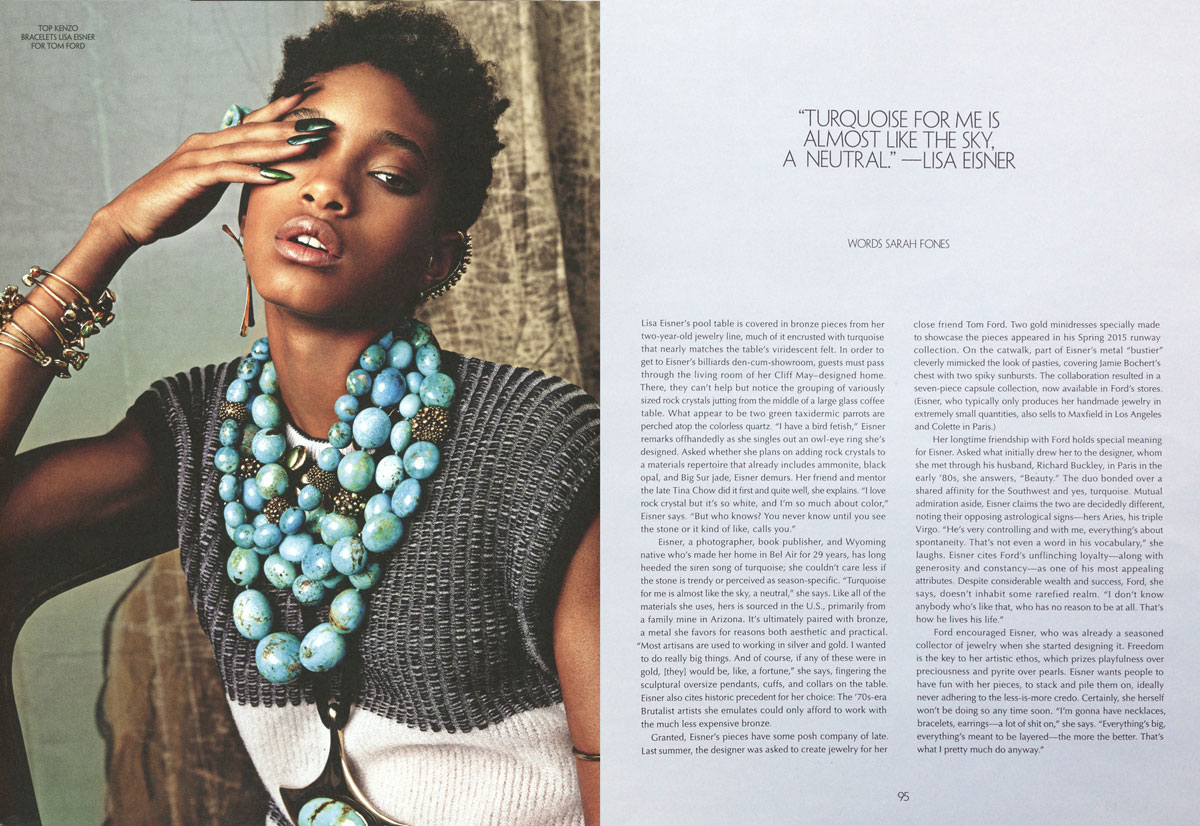 TOP KENZO
BRACELETS LISA EISNER
FOR TOM FORD
“TURQUOISE FOR ME IS
ALMOST LIKE THE SKY,
A NEUTRAL.” —LISA EISNER
WORDS SARAH FONES
Lisa Eisner’s pool table is covered in bronze pieces from her
two-year-old jewelry line, much of it encrusted with turquoise
that nearly matches the table’s viridescent felt. In order to
get to Eisner’s billiards den-cum-showroom, guests must pass
through the living room of her Cliff May–designed home.
There, they can’t help but notice the grouping of variously
sized rock crystals jutting from the middle of a large glass coffee
table. What appear to be two green taxidermic parrots are
perched atop the colorless quartz. “I have a bird fetish,” Eisner
remarks offhandedly as she singles out an owl-eye ring she’s
designed. Asked whether she plans on adding rock crystals to
a materials repertoire that already includes ammonite, black
opal, and Big Sur jade, Eisner demurs. Her friend and mentor
the late Tina Chow did it first and quite well, she explains. “I love
rock crystal but it’s so white, and I’m so much about color,”
Eisner says. “But who knows? You never know until you see
the stone or it kind of like, calls you.”
Eisner, a photographer, book publisher, and Wyoming
native who’s made her home in Bel Air for 29 years, has long
heeded the siren song of turquoise; she couldn’t care less if
the stone is trendy or perceived as season-specific. “Turquoise
for me is almost like the sky, a neutral,” she says. Like all of the
materials she uses, hers is sourced in the U.S., primarily from
a family mine in Arizona. It’s ultimately paired with bronze,
a metal she favors for reasons both aesthetic and practical.
“Most artisans are used to working in silver and gold. I wanted
to do really big things. And of course, if any of these were in
gold, [they] would be, like, a fortune,” she says, fingering the
sculptural oversize pendants, cuffs, and collars on the table.
Eisner also cites historic precedent for her choice: The ’70s-era
Brutalist artists she emulates could only afford to work with
the much less expensive bronze.
Granted, Eisner’s pieces have some posh company of late.
Last summer, the designer was asked to create jewelry for her
close friend Tom Ford. Two gold minidresses specially made
to showcase the pieces appeared in his Spring 2015 runway
collection. On the catwalk, part of Eisner’s metal “bustier”
cleverly mimicked the look of pasties, covering Jamie Bochert’s
chest with two spiky sunbursts. The collaboration resulted in a
seven-piece capsule collection, now available in Ford’s stores.
(Eisner, who typically only produces her handmade jewelry in
extremely small quantities, also sells to Maxfield in Los Angeles
and Colette in Paris.)
Her longtime friendship with Ford holds special meaning
for Eisner. Asked what initially drew her to the designer, whom
she met through his husband, Richard Buckley, in Paris in the
early ’80s, she answers, “Beauty.” The duo bonded over a
shared affinity for the Southwest and yes, turquoise. Mutual
admiration aside, Eisner claims the two are decidedly different,
noting their opposing astrological signs—hers Aries, his triple
Virgo. “He’s very controlling and with me, everything’s about
spontaneity. That’s not even a word in his vocabulary,” she
laughs. Eisner cites Ford’s unflinching loyalty—along with
generosity and constancy—as one of his most appealing
attributes. Despite considerable wealth and success, Ford, she
says, doesn’t inhabit some rarefied realm. “I don’t know
anybody who’s like that, who has no reason to be at all. That’s
how he lives his life.”
Ford encouraged Eisner, who was already a seasoned
collector of jewelry when she started designing it. Freedom
is the key to her artistic ethos, which prizes playfulness over
preciousness and pyrite over pearls. Eisner wants people to
have fun with her pieces, to stack and pile them on, ideally
never adhering to the less-is-more credo. Certainly, she herself
won’t be doing so any time soon. “I’m gonna have necklaces,
bracelets, earrings—a lot of shit on,” she says. “Everything’s big,
everything’s meant to be layered—the more the better. That’s
what I pretty much do anyway.”
95